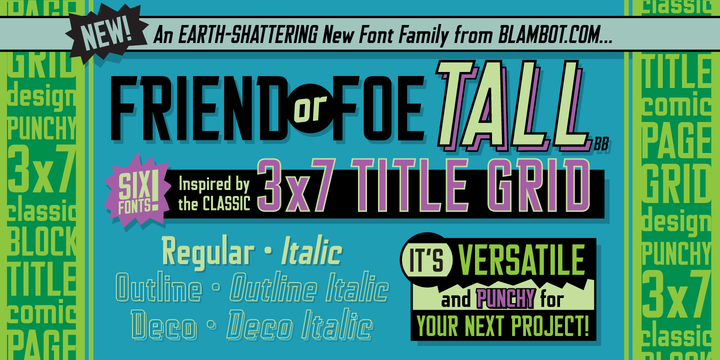 NEW! An EARTH-SHATTERING New Font Family from BLAMBOT.COM...
FRIEND or FOE TALL BB
SIX! FONTS!
Inspired by
the CLASSIC
3x7 TITLE GRID
Regular • Italic
Outline • Outline Italic
Deco • Deco Italic
IT'S VERSATILE
and PUNCHY for
YOUR NEXT PROJECT!
PAGE
GRID
design
PUNCHY
3x7
classic
BLOCK
TITLE
comic
PAGE
classic
TITLE
comic
PAGE
GRID
design
PUNCHY
3x7
classic
BLOCK